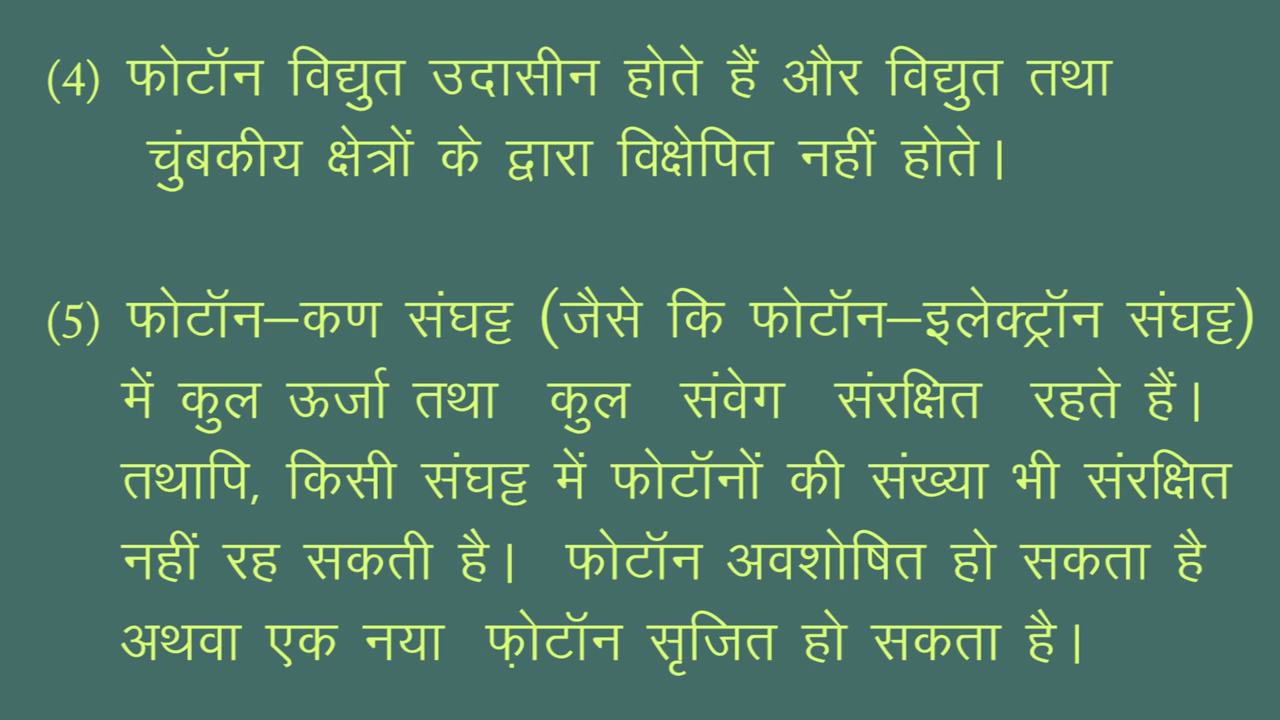 (4) फोटॉन विद्युत उदासीन होते हैं और विद्युत तथा
चुंबकीय क्षेत्रों के द्वारा विक्षेपित नहीं होते।
(5) फोटॉन–कण संघट्ट (जैसे कि फोटॉन–इलेक्ट्रॉन संघट्ट)
में कुल ऊर्जा तथा कुल संवेग संरक्षित रहते हैं।
तथापि, किसी संघट्ट में फोटॉनों की संख्या भी संरक्षित
नहीं रह सकती है। फोटॉन अवशोषित हो सकता है
अथवा एक नया फ़ोटॉन सृजित हो सकता है।